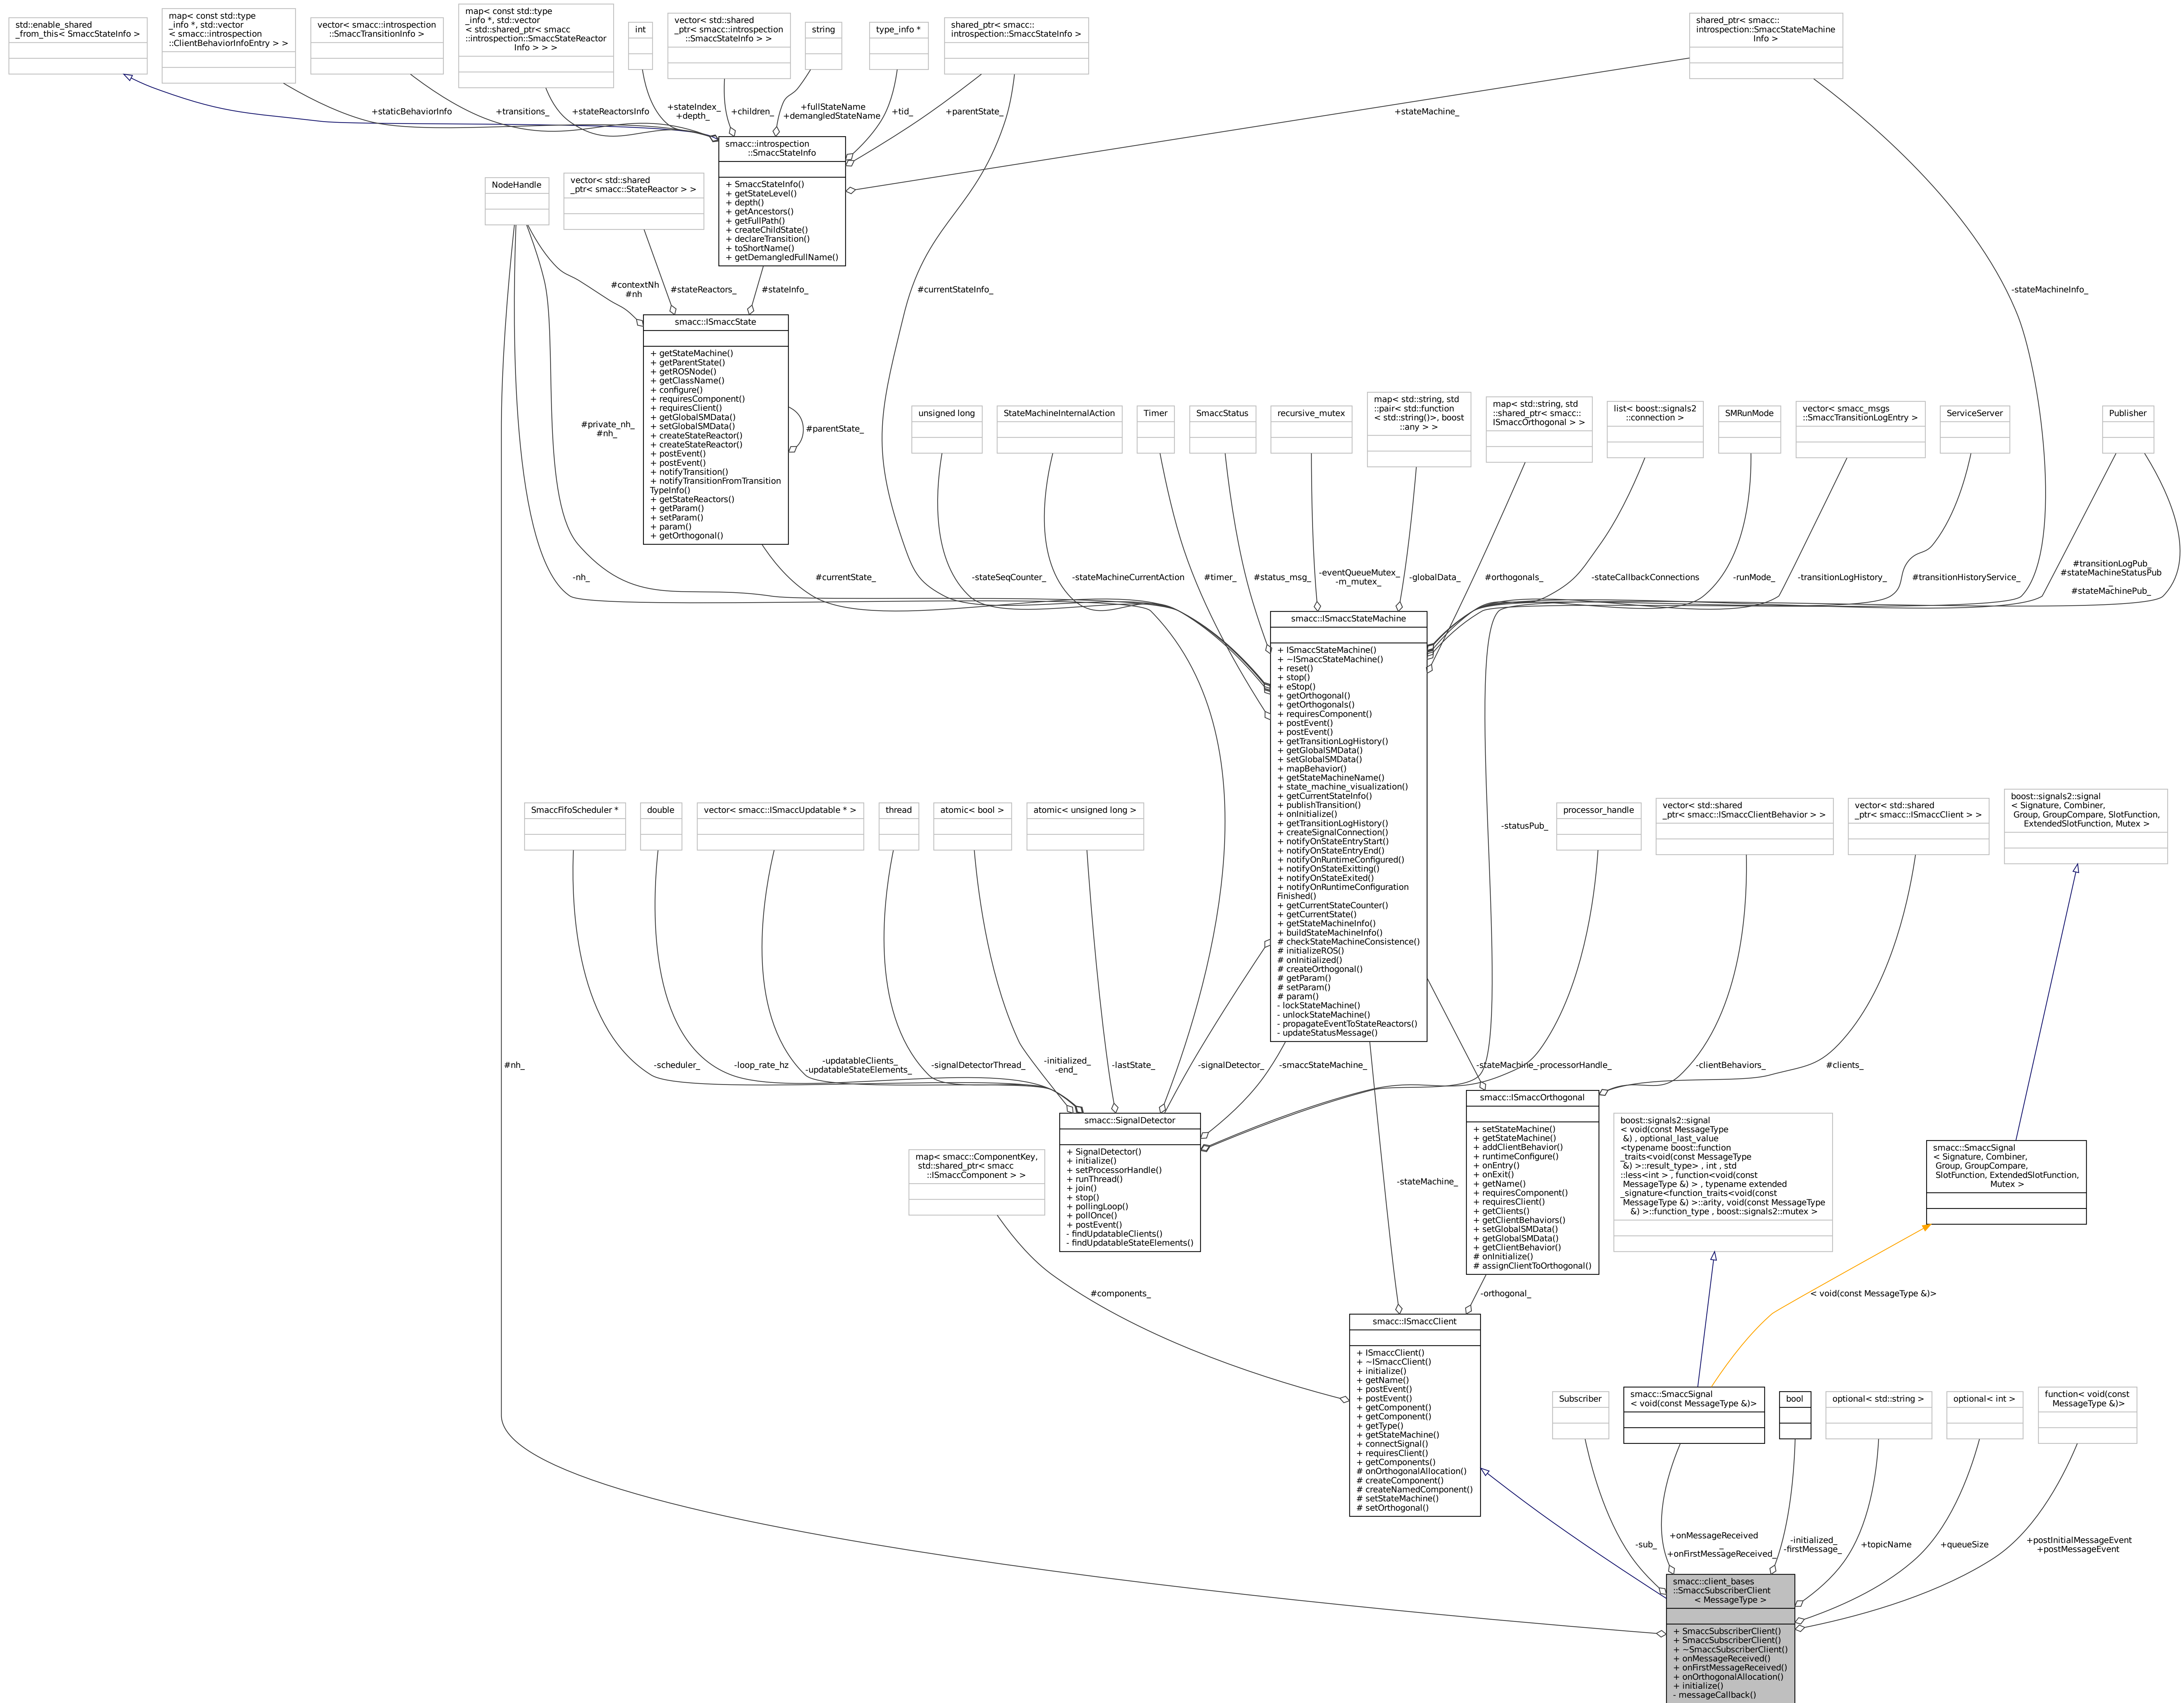 std::enable_shared
_from_this< SmaccStateInfo >
map< const std::type
_info *, std::vector
< smacc::introspection
::ClientBehaviorInfoEntry > >
vector< smacc::introspection
::SmaccTransitionInfo >
map< const std::type
_info *, std::vector
< std::shared_ptr< smacc
::introspection::SmaccStateReactor
Info > > >
int
vector< std::shared
_ptr< smacc::introspection
::SmaccStateInfo > >
string
type_info *
shared_ptr< smacc::
introspection::SmaccStateInfo >
shared_ptr< smacc::
introspection::SmaccStateMachine
Info >
+staticBehaviorInfo
+transitions_
+stateReactorsInfo
+stateIndex_
+depth_
+children_
+fullStateName
+demangledStateName
+tid_
+parentState_
+stateMachine_
smacc::introspection
::SmaccStateInfo
+ SmaccStateInfo()
+ getStateLevel()
+ depth()
+ getAncestors()
+ getFullPath()
+ createChildState()
+ declareTransition()
+ toShortName()
+ getDemangledFullName()
NodeHandle
vector< std::shared
_ptr< smacc::StateReactor > >
#contextNh
#nh
#stateReactors_
#stateInfo_
#currentStateInfo_
-stateMachineInfo_
smacc::ISmaccState
+ getStateMachine()
+ getParentState()
+ getROSNode()
+ getClassName()
+ configure()
+ requiresComponent()
+ requiresClient()
+ getGlobalSMData()
+ setGlobalSMData()
+ createStateReactor()
+ createStateReactor()
+ postEvent()
+ postEvent()
+ notifyTransition()
+ notifyTransitionFromTransition
TypeInfo()
+ getStateReactors()
+ getParam()
+ setParam()
+ param()
+ getOrthogonal()
#parentState_
#private_nh_
#nh_
unsigned long
StateMachineInternalAction
Timer
SmaccStatus
recursive_mutex
map< std::string, std
::pair< std::function
< std::string()>, boost
::any > >
map< std::string, std
::shared_ptr< smacc::
ISmaccOrthogonal > >
list< boost::signals2
::connection >
SMRunMode
vector< smacc_msgs
::SmaccTransitionLogEntry >
ServiceServer
Publisher
-nh_
#currentState_
-stateSeqCounter_
-stateMachineCurrentAction
#timer_
#status_msg_
-eventQueueMutex_
-m_mutex_
-globalData_
#orthogonals_
-stateCallbackConnections
-runMode_
-transitionLogHistory_
#transitionHistoryService_
#transitionLogPub_
#stateMachineStatusPub
_
#stateMachinePub_
smacc::ISmaccStateMachine
+ ISmaccStateMachine()
+ ~ISmaccStateMachine()
+ reset()
+ stop()
+ eStop()
+ getOrthogonal()
+ getOrthogonals()
+ requiresComponent()
+ postEvent()
+ postEvent()
+ getTransitionLogHistory()
+ getGlobalSMData()
+ setGlobalSMData()
+ mapBehavior()
+ getStateMachineName()
+ state_machine_visualization()
+ getCurrentStateInfo()
+ publishTransition()
+ onInitialize()
+ getTransitionLogHistory()
+ createSignalConnection()
+ notifyOnStateEntryStart()
+ notifyOnStateEntryEnd()
+ notifyOnRuntimeConfigured()
+ notifyOnStateExitting()
+ notifyOnStateExited()
+ notifyOnRuntimeConfiguration
Finished()
+ getCurrentStateCounter()
+ getCurrentState()
+ getStateMachineInfo()
+ buildStateMachineInfo()
# checkStateMachineConsistence()
# initializeROS()
# onInitialized()
# createOrthogonal()
# getParam()
# setParam()
# param()
- lockStateMachine()
- unlockStateMachine()
- propagateEventToStateReactors()
- updateStatusMessage()
SmaccFifoScheduler *
double
vector< smacc::ISmaccUpdatable * >
thread
atomic< bool >
atomic< unsigned long >
-statusPub_
processor_handle
vector< std::shared
_ptr< smacc::ISmaccClientBehavior > >
vector< std::shared
_ptr< smacc::ISmaccClient > >
boost::signals2::signal
< Signature, Combiner,
Group, GroupCompare, SlotFunction,
ExtendedSlotFunction, Mutex >
#nh_
-scheduler_
-loop_rate_hz
-updatableClients_
-updatableStateElements_
-signalDetectorThread_
-initialized_
-end_
-lastState_
-signalDetector_
-smaccStateMachine_
-stateMachine_
-processorHandle_
-clientBehaviors_
#clients_
smacc::SignalDetector
+ SignalDetector()
+ initialize()
+ setProcessorHandle()
+ runThread()
+ join()
+ stop()
+ pollingLoop()
+ pollOnce()
+ postEvent()
- findUpdatableClients()
- findUpdatableStateElements()
smacc::ISmaccOrthogonal
+ setStateMachine()
+ getStateMachine()
+ addClientBehavior()
+ runtimeConfigure()
+ onEntry()
+ onExit()
+ getName()
+ requiresComponent()
+ requiresClient()
+ getClients()
+ getClientBehaviors()
+ setGlobalSMData()
+ getGlobalSMData()
+ getClientBehavior()
# onInitialize()
# assignClientToOrthogonal()
boost::signals2::signal
< void(const MessageType
&) , optional_last_value
<typename boost::function
_traits<void(const MessageType
&) >::result_type> , int , std
::less<int > , function<void(const
MessageType &) > , typename extended
_signature<function_traits<void(const
MessageType &) >::arity, void(const MessageType
&) >::function_type , boost::signals2::mutex >
smacc::SmaccSignal
< Signature, Combiner,
Group, GroupCompare,
SlotFunction, ExtendedSlotFunction,
Mutex >
map< smacc::ComponentKey,
std::shared_ptr< smacc
::ISmaccComponent > >
-stateMachine_
#components_
-orthogonal_
< void(const MessageType &)>
smacc::ISmaccClient
+ ISmaccClient()
+ ~ISmaccClient()
+ initialize()
+ getName()
+ postEvent()
+ postEvent()
+ getComponent()
+ getComponent()
+ getType()
+ getStateMachine()
+ connectSignal()
+ requiresClient()
+ getComponents()
# onOrthogonalAllocation()
# createComponent()
# createNamedComponent()
# setStateMachine()
# setOrthogonal()
Subscriber
smacc::SmaccSignal
< void(const MessageType &)>
bool
optional< std::string >
optional< int >
function< void(const
MessageType &)>
-sub_
+onMessageReceived
_
+onFirstMessageReceived_
-initialized_
-firstMessage_
+topicName
+queueSize
+postInitialMessageEvent
+postMessageEvent
smacc::client_bases
::SmaccSubscriberClient
< MessageType >
+ SmaccSubscriberClient()
+ SmaccSubscriberClient()
+ ~SmaccSubscriberClient()
+ onMessageReceived()
+ onFirstMessageReceived()
+ onOrthogonalAllocation()
+ initialize()
- messageCallback()